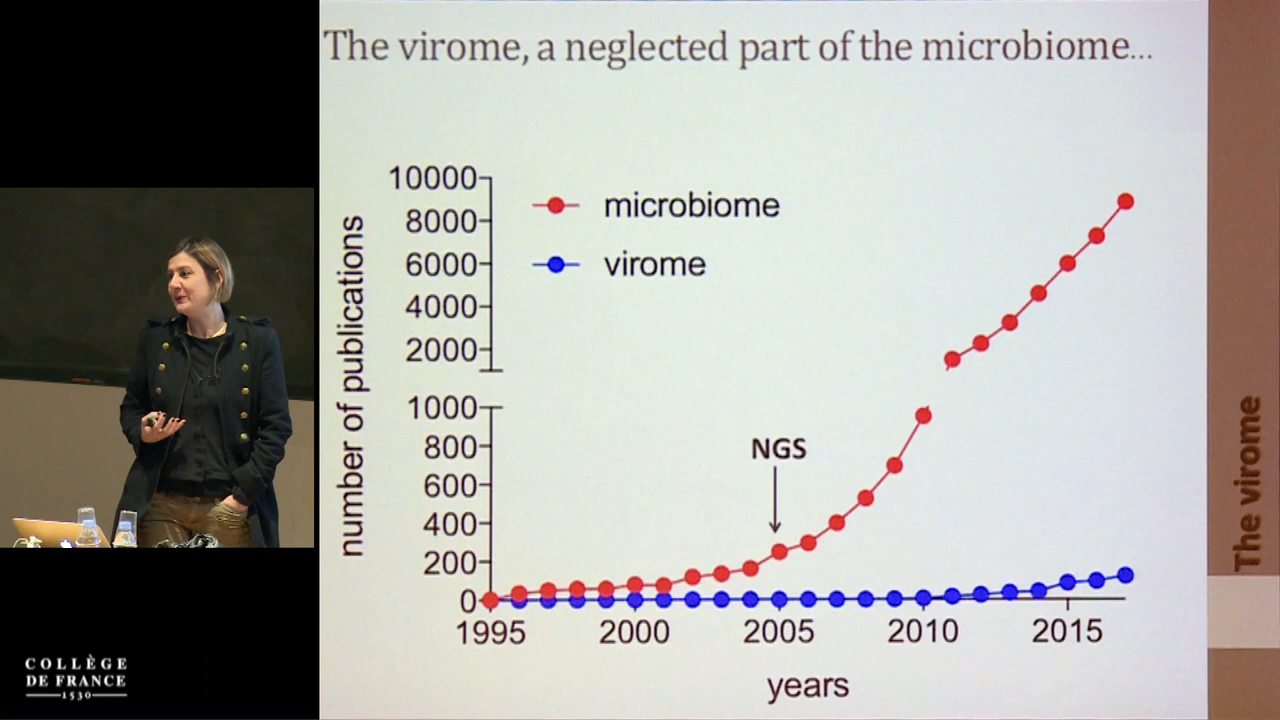 The virome, a neglected part of the microbiome...
10000
8000
6000
4000
2000
1000
800
600
400
200
0
number of publications
microbiome
virome
NGS
1995
2000
2005
2010
2015
years
The virome
COLLÈGE
DE FRANCE
1530